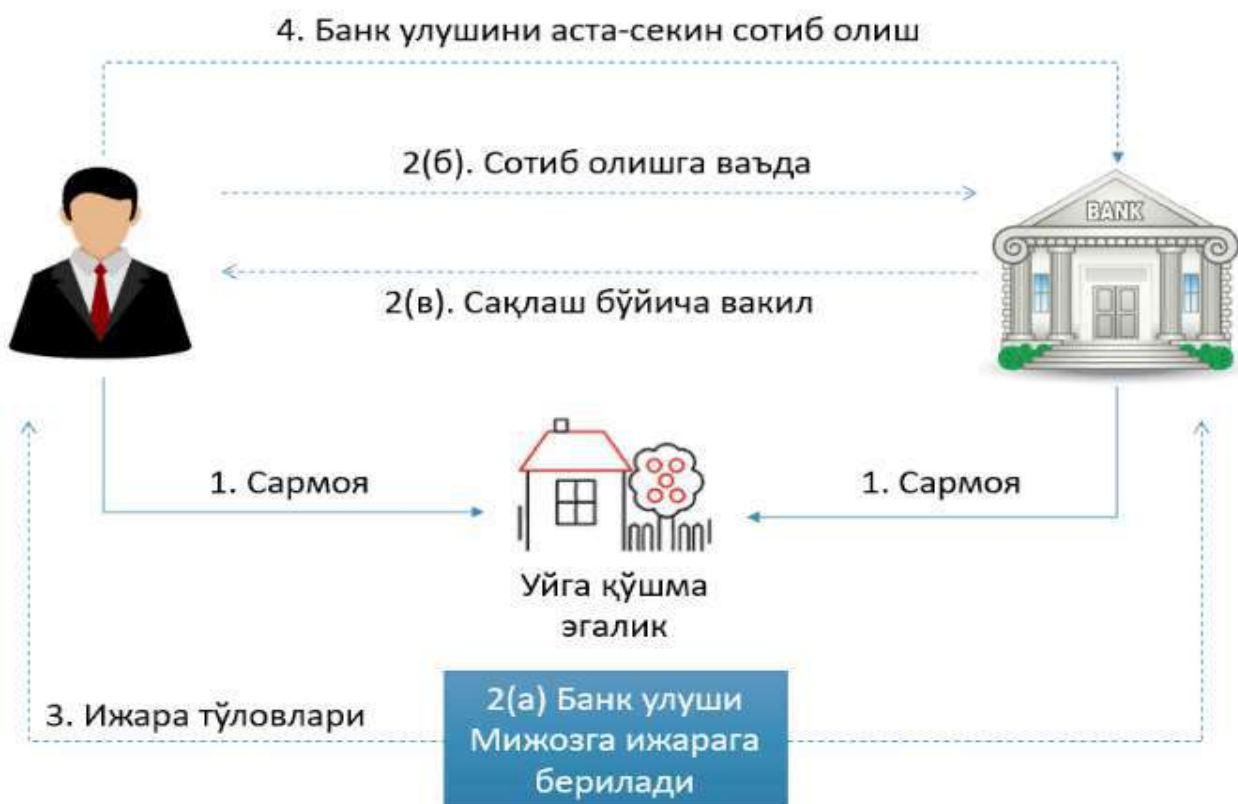 4. Банк улушини аста-секин сотиб олиш
2(б). Сотиб олишга ваъда
BANK
2(в). Сақлаш бўйича вакил
1. Сармоя
1. Сармоя
Уйга қўшма
эгалик
3. Ижара тўловлари
2(а) Банк улуши
Мижозга ижарага
берилади